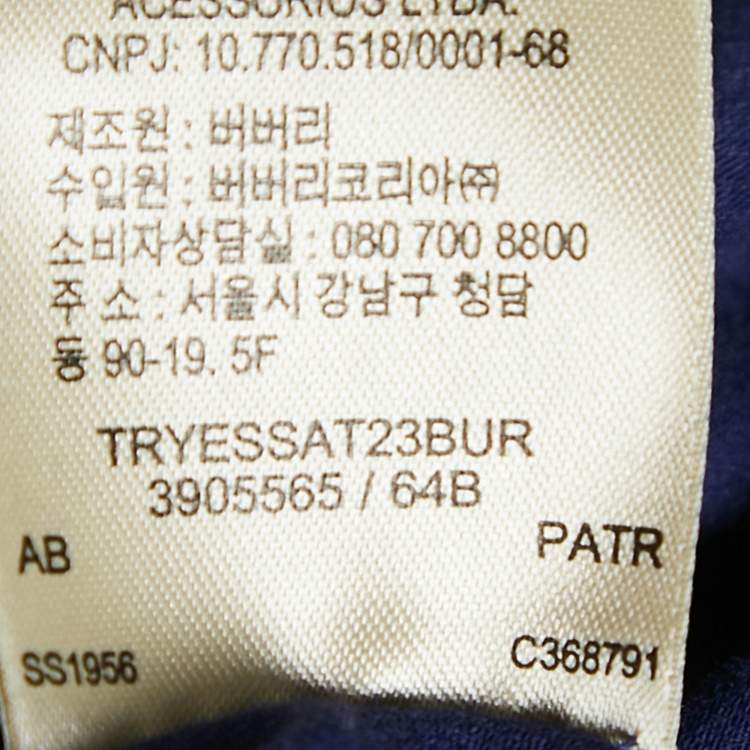 ACESSÓRIOS LTDA.
CNPJ: 10.770.518/0001-68
제조원 : 버버리
수입원 : 버버리코리아㈜
소비자상담실 : 080 700 8800
주 소 : 서울시 강남구 청담
동 90-19. 5F
TRYESSAT23BUR
3905565 / 64B
AB PATR
SS1956 C368791